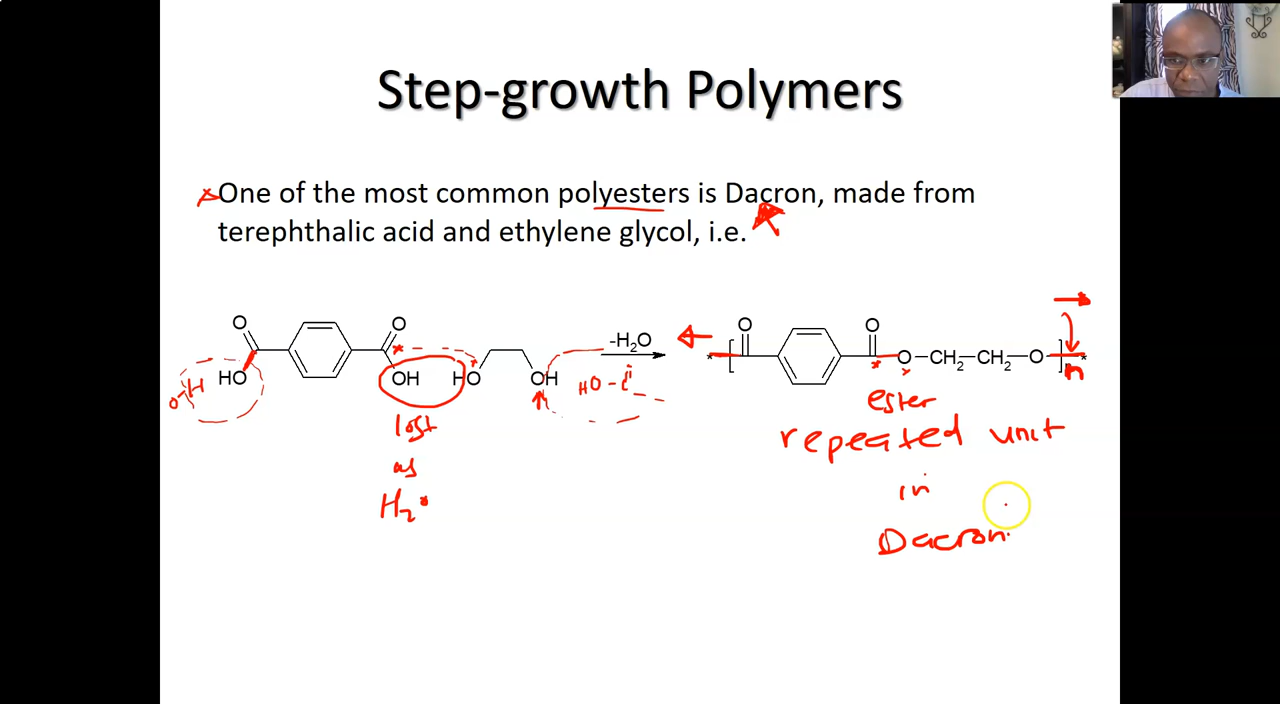 Step-growth Polymers
One of the most common polyesters is Dacron, made from
terephthalic acid and ethylene glycol, i.e.
O O -H₂O O O
HO OH HO OH O-CH₂-CH₂-O n
O-H HO-C
lost
as
H₂O
ester
repeated unit
in
Dacron